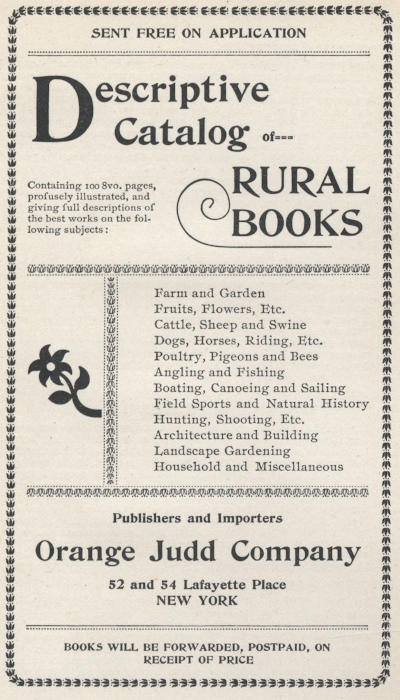 SENT FREE ON APPLICATION
Descriptive
Catalog of---
Containing 100 8vo. pages,
profusely illustrated, and
giving full descriptions of
the best works on the fol-
lowing subjects:
RURAL
BOOKS
Farm and Garden
Fruits, Flowers, Etc.
Cattle, Sheep and Swine
Dogs, Horses, Riding, Etc.
Poultry, Pigeons and Bees
Angling and Fishing
Boating, Canoeing and Sailing
Field Sports and Natural History
Hunting, Shooting, Etc.
Architecture and Building
Landscape Gardening
Household and Miscellaneous
Publishers and Importers
Orange Judd Company
52 and 54 Lafayette Place
NEW YORK
BOOKS WILL BE FORWARDED, POSTPAID, ON
RECEIPT OF PRICE